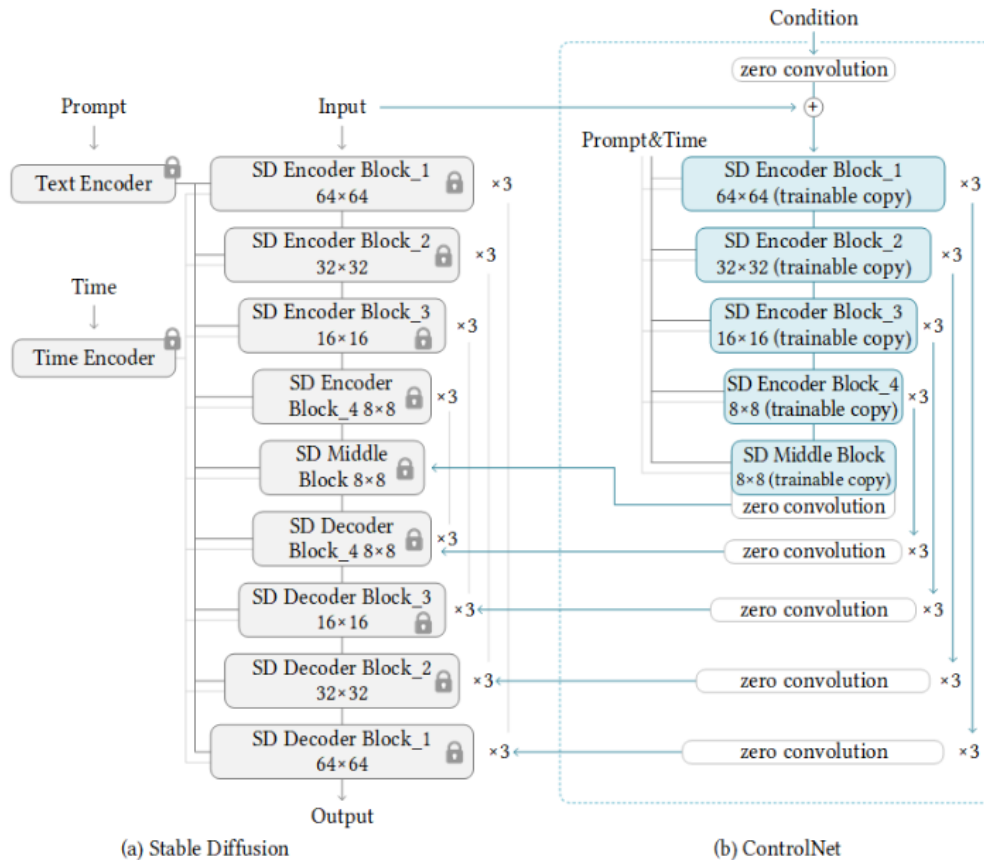 Prompt
Text Encoder
Time
Time Encoder
Input
SD Encoder Block_1
64×64
×3
SD Encoder Block_2
32×32
×3
SD Encoder Block_3
16×16
×3
SD Encoder
Block_4 8×8
×3
SD Middle
Block 8×8
SD Decoder
Block_4 8×8
×3
SD Decoder Block_3
16×16
×3
SD Decoder Block_2
32×32
×3
SD Decoder Block_1
64×64
×3
Output
(a) Stable Diffusion
Condition
zero convolution
+
Prompt&Time
SD Encoder Block_1
64×64 (trainable copy)
×3
SD Encoder Block_2
32×32 (trainable copy)
×3
SD Encoder Block_3
16×16 (trainable copy)
×3
SD Encoder Block_4
8×8 (trainable copy)
×3
SD Middle Block
8×8 (trainable copy)
zero convolution
zero convolution
×3
zero convolution
×3
zero convolution
×3
zero convolution
×3
(b) ControlNet